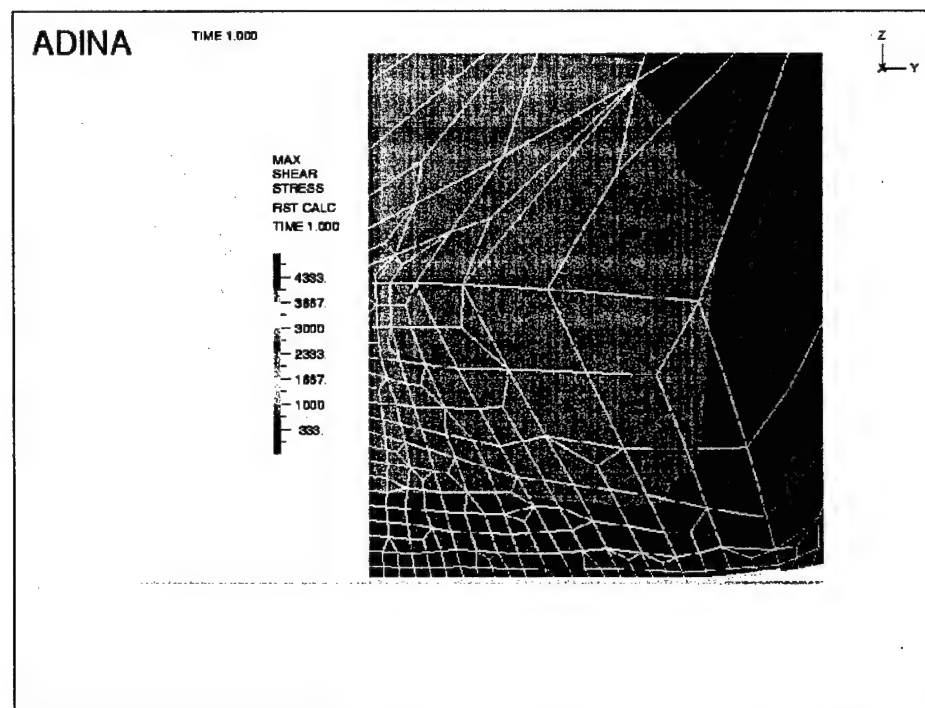 ADINA
TIME 1.000
Z
X
Y
MAX
SHEAR
STRESS
RST CALC
TIME 1.000
4333.
3667.
3000
2333.
1667.
1000
333.